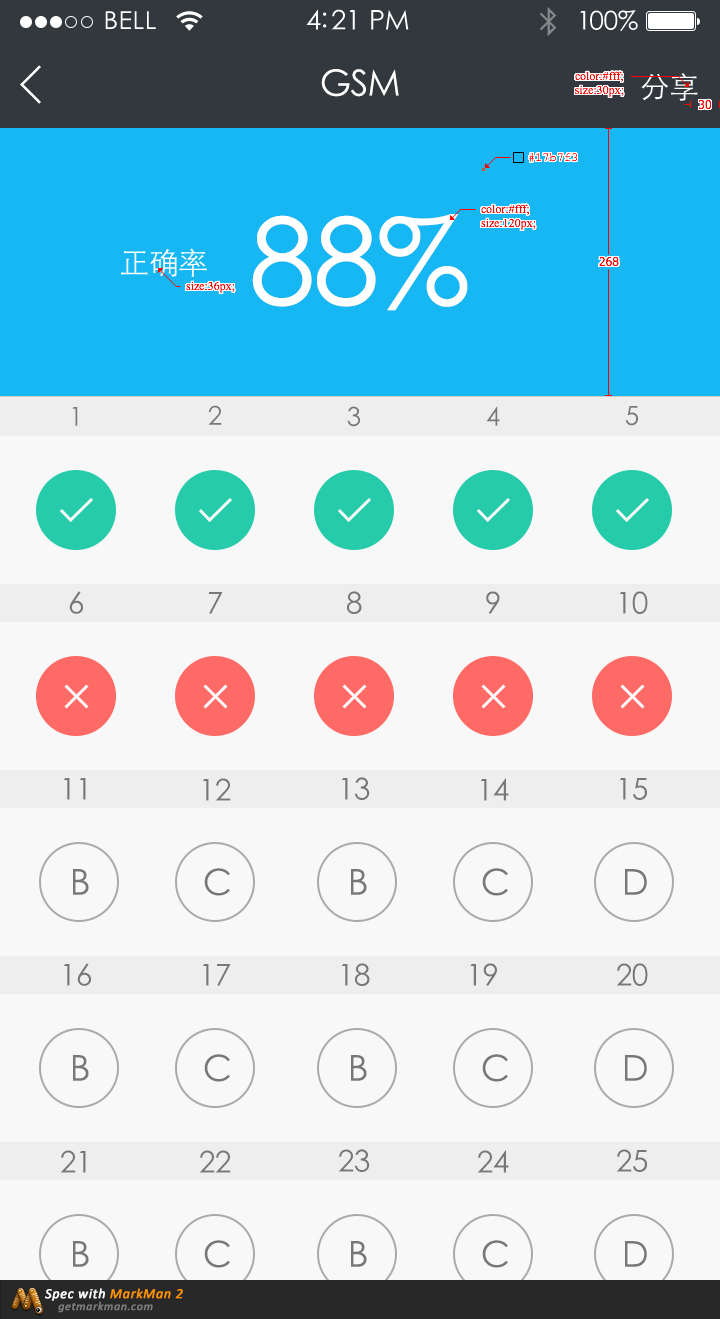 BELL 4:21 PM 100%
GSM
color:#fff;
size:30px;
分享
30
#17b7f3
color:#fff;
size:120px;
正确率
88%
size:36px;
268
1 2 3 4 5
6 7 8 9 10
11 12 13 14 15
B C B C D
16 17 18 19 20
B C B C D
21 22 23 24 25
B C B C D
Spec with MarkMan 2
getmarkman.com